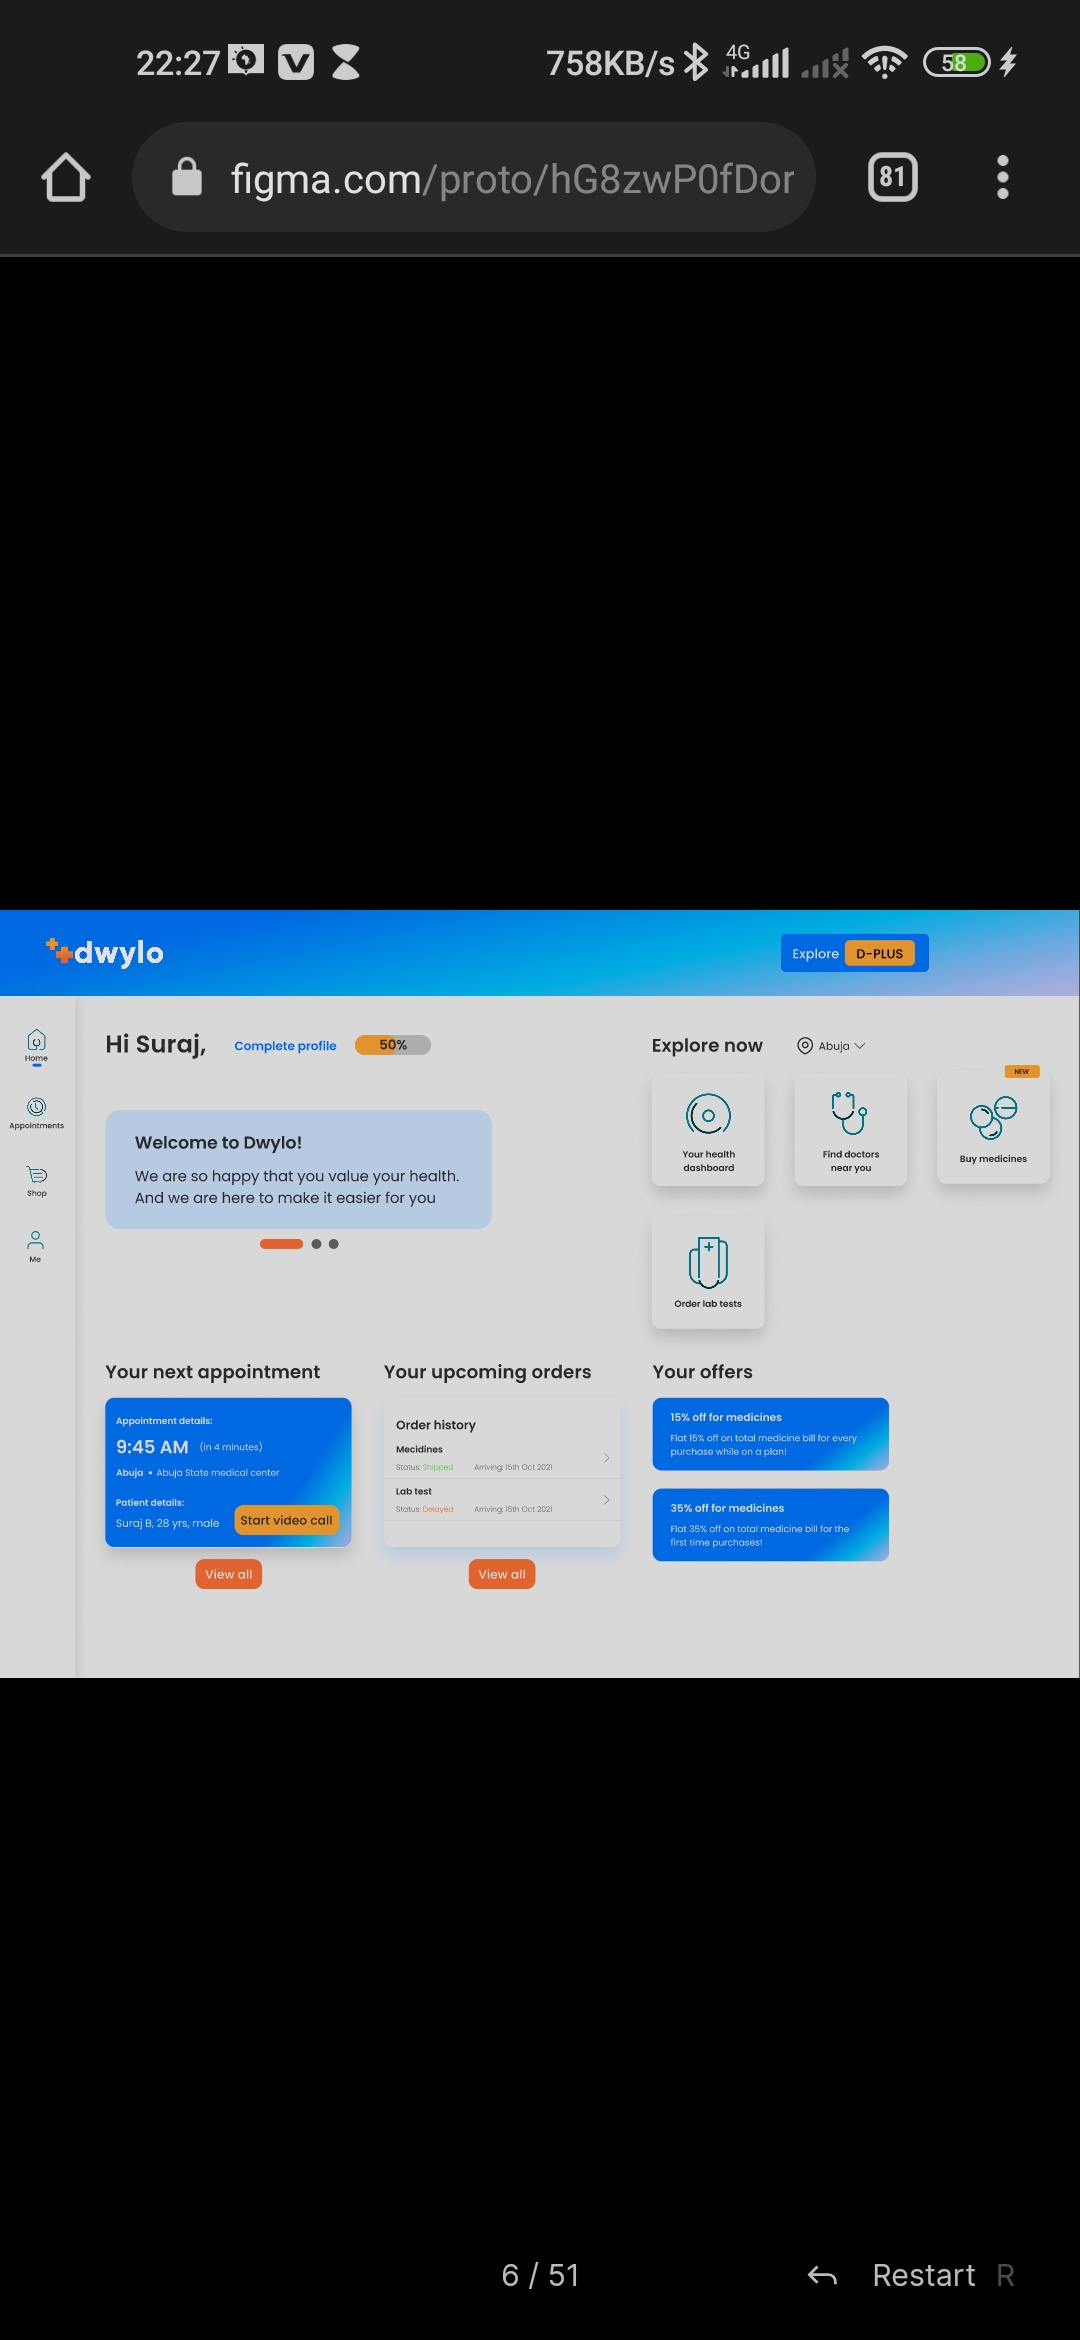 22:27
758KB/s
4G
58
figma.com/proto/hG8zwP0fDor
81
dwylo
Explore D-PLUS
Home
Appointments
Shop
Me
Hi Suraj,
Complete profile
50%
Welcome to Dwylo!
We are so happy that you value your health.
And we are here to make it easier for you
Explore now
Abuja
Your health
dashboard
Find doctors
near you
NEW
Buy medicines
Order lab tests
Your next appointment
Appointment details:
9:45 AM (in 4 minutes)
Abuja • Abuja State medical center
Patient details:
Suraj B, 28 yrs, male
Start video call
View all
Your upcoming orders
Order history
Mecidines
Status: Shipped Arriving: 15th Oct 2021
Lab test
Status: Delayed Arriving: 15th Oct 2021
View all
Your offers
15% off for medicines
Flat 15% off on total medicine bill for every
purchase while on a plan!
35% off for medicines
Flat 35% off on total medicine bill for the
first time purchases!
6 / 51
Restart R